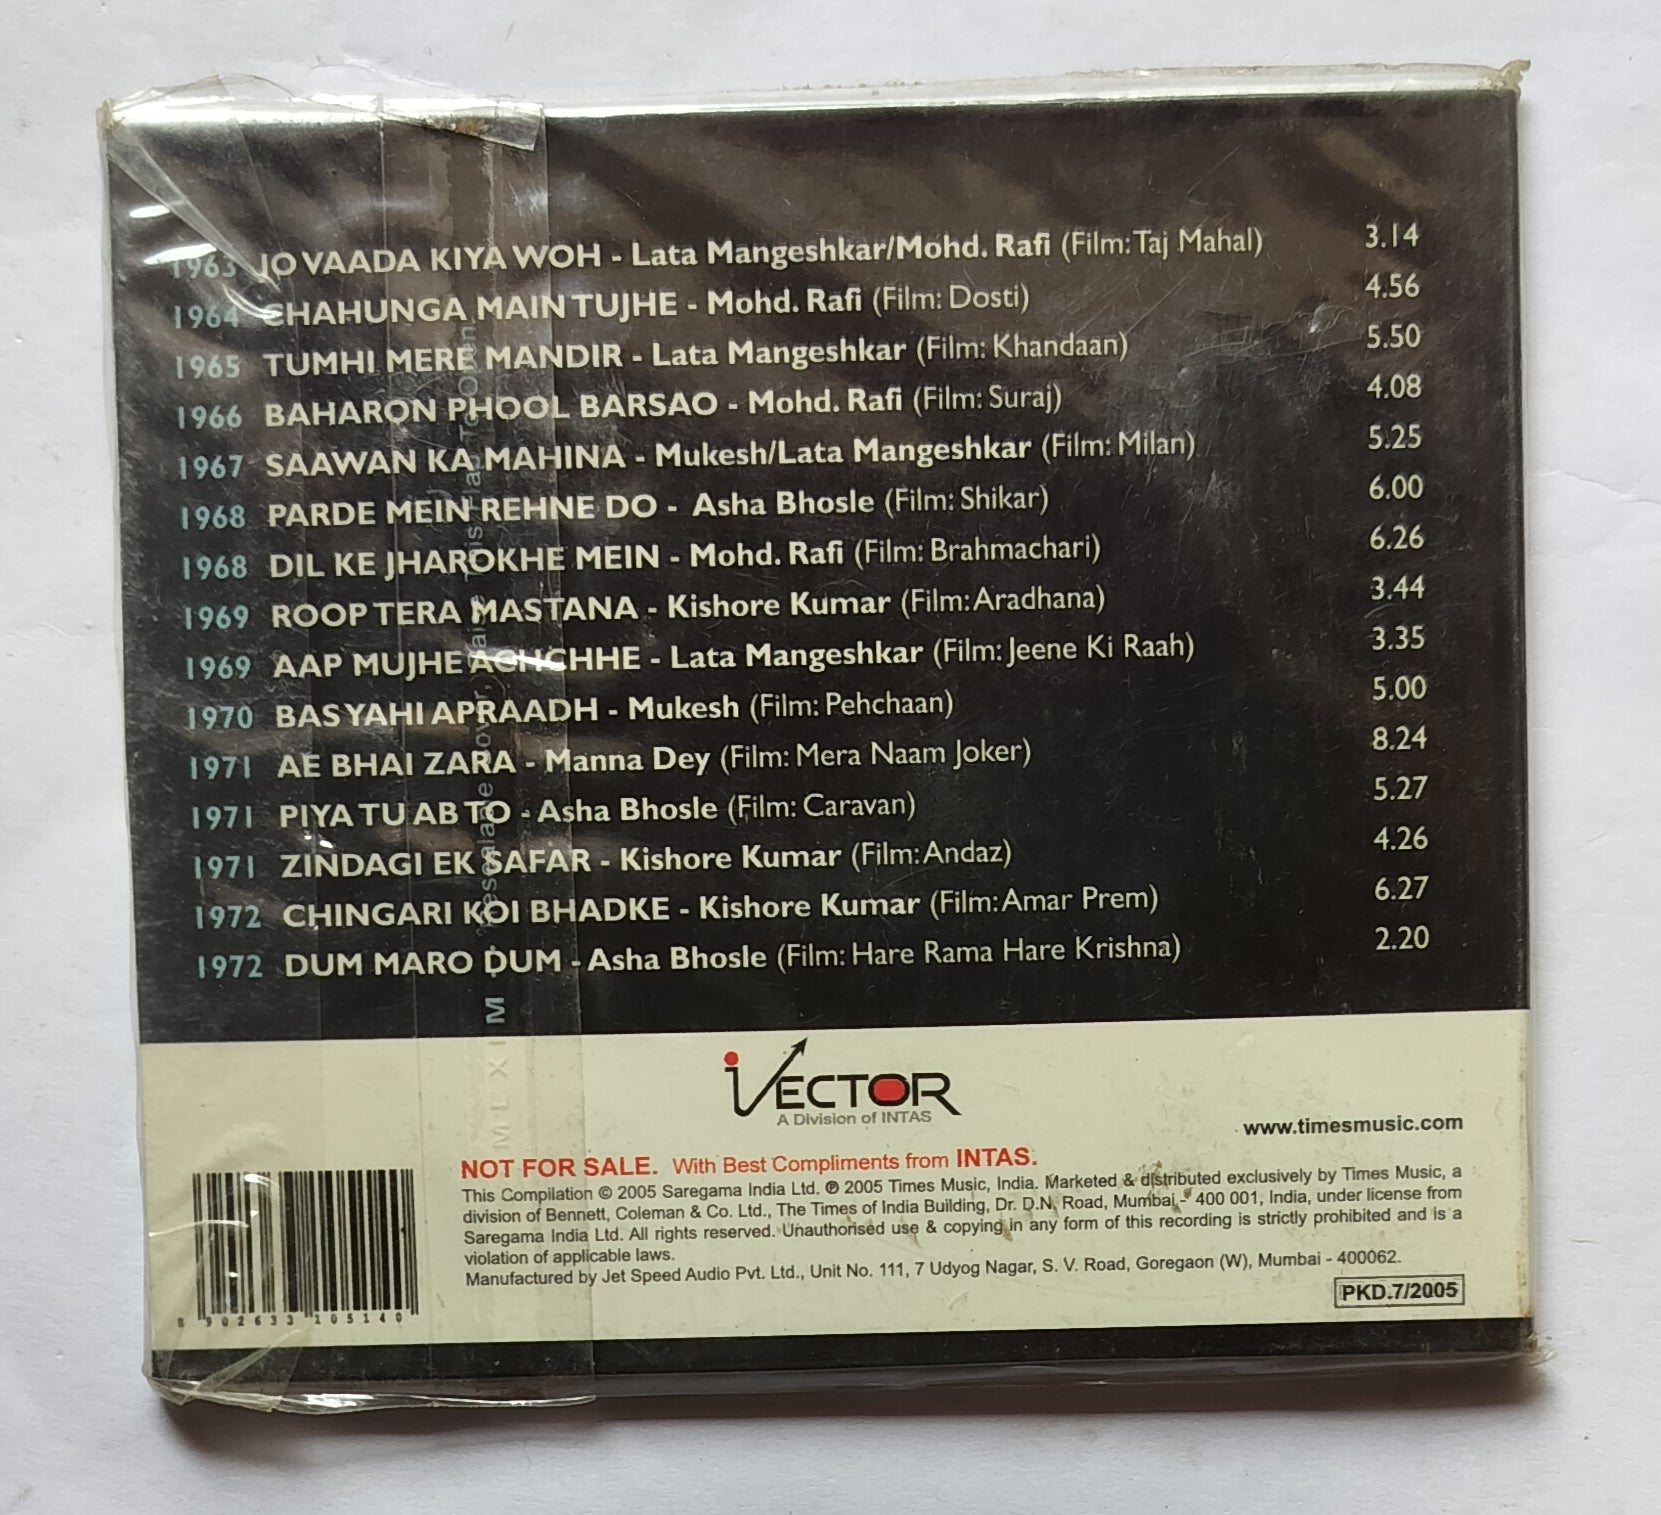 1963 JO VAADA KIYA WOH - Lata Mangeshkar/Mohd. Rafi (Film: Taj Mahal) 3.14
1964 CHAHUNGA MAIN TUJHE - Mohd. Rafi (Film: Dosti) 4.56
1965 TUMHI MERE MANDIR - Lata Mangeshkar (Film: Khandaan) 5.50
1966 BAHARON PHOOL BARSAO - Mohd. Rafi (Film: Suraj) 4.08
1967 SAAWAN KA MAHINA - Mukesh/Lata Mangeshkar (Film: Milan) 5.25
1968 PARDE MEIN REHNE DO - Asha Bhosle (Film: Shikar) 6.00
1968 DIL KE JHAROKHE MEIN - Mohd. Rafi (Film: Brahmachari) 6.26
1969 ROOP TERA MASTANA - Kishore Kumar (Film: Aradhana) 3.44
1969 AAP MUJHE ACHCHHE - Lata Mangeshkar (Film: Jeene Ki Raah) 3.35
1970 BAS YAHI APRAADH - Mukesh (Film: Pehchaan) 5.00
1971 AE BHAI ZARA - Manna Dey (Film: Mera Naam Joker) 8.24
1971 PIYA TU AB TO - Asha Bhosle (Film: Caravan) 5.27
1971 ZINDAGI EK SAFAR - Kishore Kumar (Film: Andaz) 4.26
1972 CHINGARI KOI BHADKE - Kishore Kumar (Film: Amar Prem) 6.27
1972 DUM MARO DUM - Asha Bhosle (Film: Hare Rama Hare Krishna) 2.20
VECTOR
A Division of INTAS
www.timesmusic.com
NOT FOR SALE. With Best Compliments from INTAS.
This Compilation © 2005 Saregama India Ltd. ℗ 2005 Times Music, India. Marketed & distributed exclusively by Times Music, a
division of Bennett, Coleman & Co. Ltd., The Times of India Building, Dr. D.N. Road, Mumbai - 400 001, India, under license from
Saregama India Ltd. All rights reserved. Unauthorised use & copying in any form of this recording is strictly prohibited and is a
violation of applicable laws.
Manufactured by Jet Speed Audio Pvt. Ltd., Unit No. 111, 7 Udyog Nagar, S. V. Road, Goregaon (W), Mumbai - 400062.
PKD.7/2005
8 902633 105140